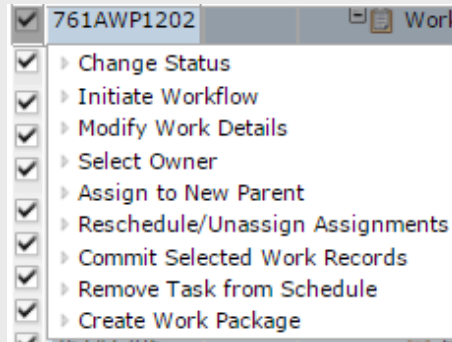 761AWP1202 Work
Change Status
Initiate Workflow
Modify Work Details
Select Owner
Assign to New Parent
Reschedule/Unassign Assignments
Commit Selected Work Records
Remove Task from Schedule
Create Work Package